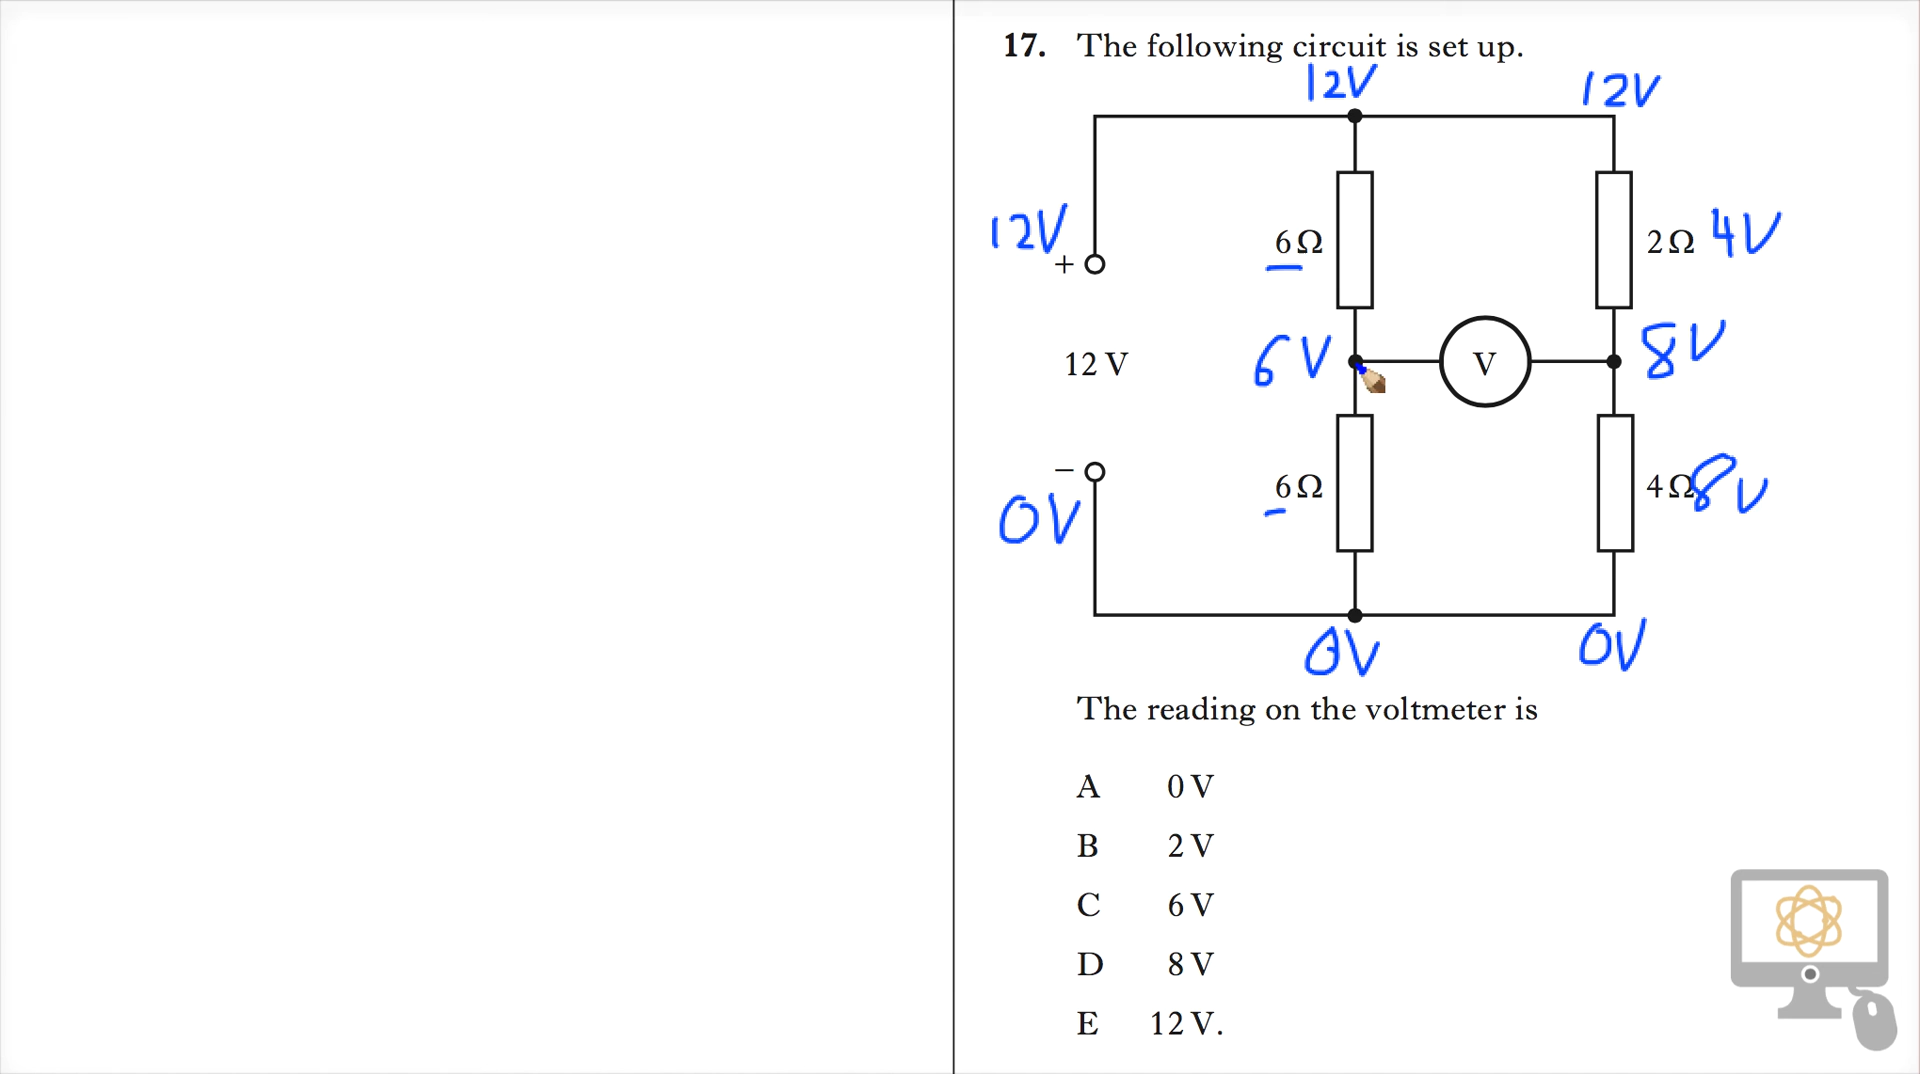 17. The following circuit is set up.
12V 12V
12V
+
6Ω
2Ω 4V
12 V
6V
V
8V
−
0V
6Ω
4Ω 8V
0V 0V
The reading on the voltmeter is
A 0 V
B 2 V
C 6 V
D 8 V
E 12 V.